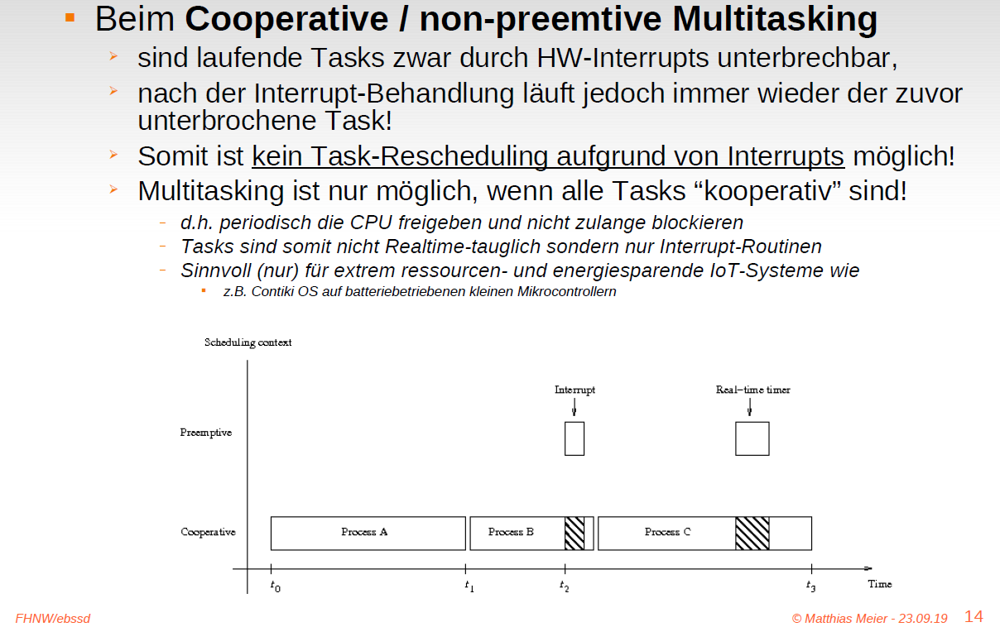 Beim Cooperative / non-preemtive Multitasking
sind laufende Tasks zwar durch HW-Interrupts unterbrechbar,
nach der Interrupt-Behandlung läuft jedoch immer wieder der zuvor
unterbrochene Task!
Somit ist kein Task-Rescheduling aufgrund von Interrupts möglich!
Multitasking ist nur möglich, wenn alle Tasks “kooperativ” sind!
d.h. periodisch die CPU freigeben und nicht zulange blockieren
Tasks sind somit nicht Realtime-tauglich sondern nur Interrupt-Routinen
Sinnvoll (nur) für extrem ressourcen- und energiesparende IoT-Systeme wie
z.B. Contiki OS auf batteriebetriebenen kleinen Mikrocontrollern
Scheduling context
Interrupt
Real-time timer
Preemptive
Cooperative
Process A
Process B
Process C
t0
t1
t2
t3
Time
FHNW/ebssd
© Matthias Meier - 23.09.19
14